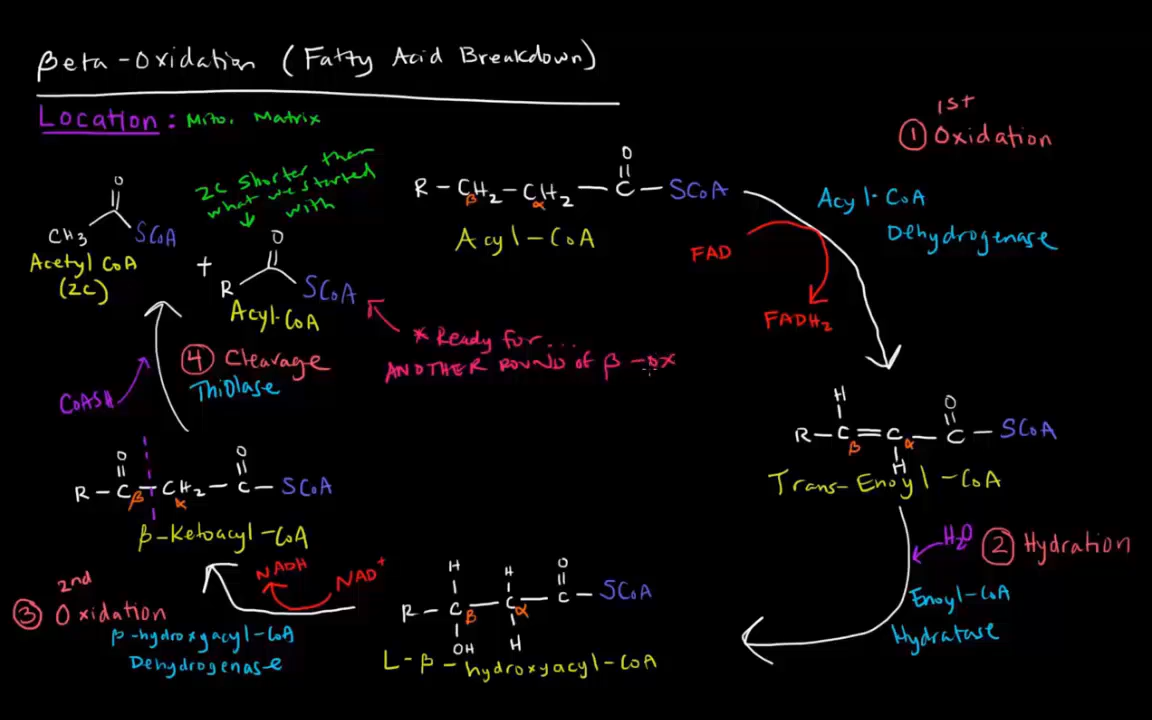 Beta-Oxidation (Fatty Acid Breakdown)
Location: Mito. Matrix
1st
① Oxidation
Acyl-CoA
Dehydrogenase
FAD
FADH₂
O
R-CH₂-CH₂-C-SCoA
β α
Acyl-CoA
2C Shorter than
what we started
with
O
CH₃ SCoA
Acetyl CoA
(2C)
+
O
R SCoA
Acyl-CoA
* Ready for...
ANOTHER ROUND of β-OX
④ Cleavage
Thiolase
CoASH
H O
R-C=C-C-SCoA
β α
H
Trans-Enoyl-CoA
H₂O
② Hydration
Enoyl-CoA
Hydratase
O O
R-C-CH₂-C-SCoA
β α
β-Ketoacyl-CoA
H H O
R-C-C-C-SCoA
β α
OH H
L-β-hydroxyacyl-CoA
NADH NAD⁺
2nd
③ Oxidation
β-hydroxyacyl-CoA
Dehydrogenase